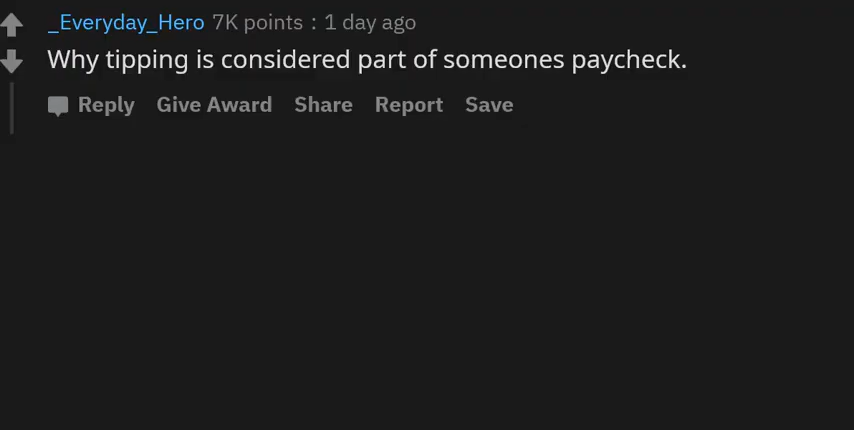 _Everyday_Hero 7K points : 1 day ago
Why tipping is considered part of someones paycheck.
Reply Give Award Share Report Save